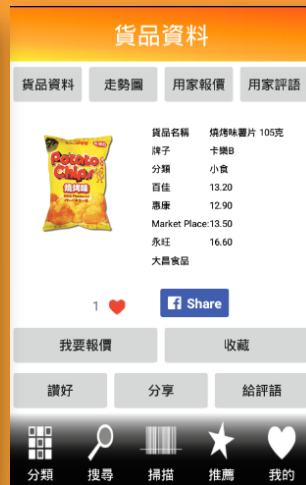 貨品資料
貨品資料 走勢圖 用家報價 用家評語
貨品名稱 燒烤味薯片 105克
牌子 卡樂B
分類 小食
百佳 13.20
惠康 12.90
Market Place: 13.50
永旺 16.60
大昌食品
Potato
Chips
燒烤味
1
Share
我要報價 收藏
讚好 分享 給評語
分類 搜尋 掃描 推薦 我的